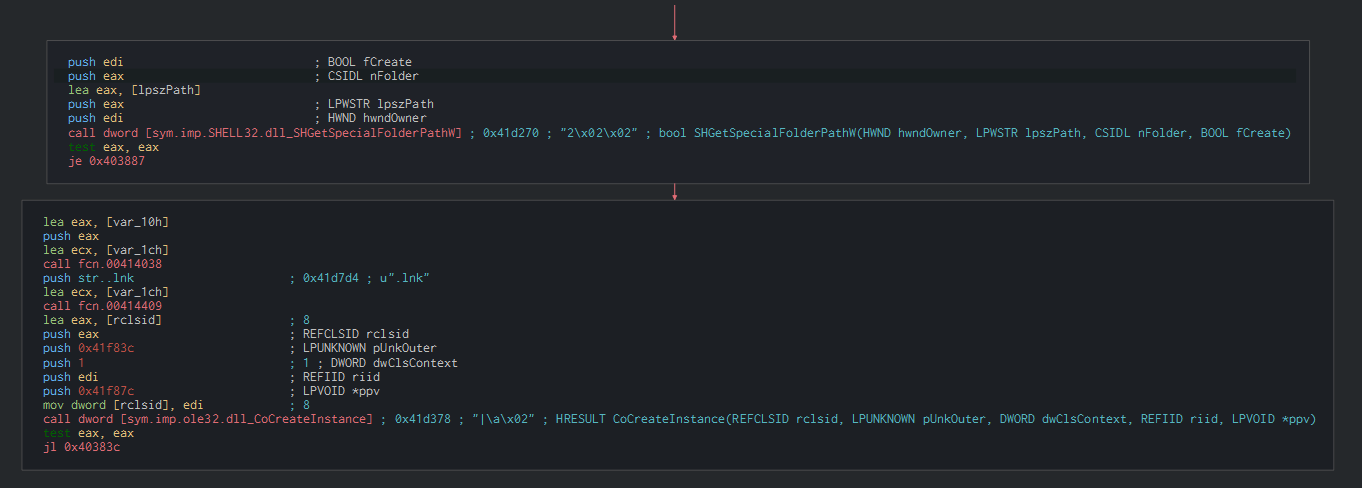 push edi ; BOOL fCreate
push eax ; CSIDL nFolder
lea eax, [lpszPath]
push eax ; LPWSTR lpszPath
push edi ; HWND hwndOwner
call dword [sym.imp.SHELL32.dll_SHGetSpecialFolderPathW] ; 0x41d270 ; "2\x02\x02" ; bool SHGetSpecialFolderPathW(HWND hwndOwner, LPWSTR lpszPath, CSIDL nFolder, BOOL fCreate)
test eax, eax
je 0x403887
lea eax, [var_10h]
push eax
lea ecx, [var_1ch]
call fcn.00414038
push str..lnk ; 0x41d7d4 ; u".lnk"
lea ecx, [var_1ch]
call fcn.00414409
lea eax, [rclsid] ; 8
push eax ; REFCLSID rclsid
push 0x41f83c ; LPUNKNOWN pUnkOuter
push 1 ; 1 ; DWORD dwClsContext
push edi ; REFIID riid
push 0x41f87c ; LPVOID *ppv
mov dword [rclsid], edi ; 8
call dword [sym.imp.ole32.dll_CoCreateInstance] ; 0x41d378 ; "|\a\x02" ; HRESULT CoCreateInstance(REFCLSID rclsid, LPUNKNOWN pUnkOuter, DWORD dwClsContext, REFIID riid, LPVOID *ppv)
test eax, eax
jl 0x40383c